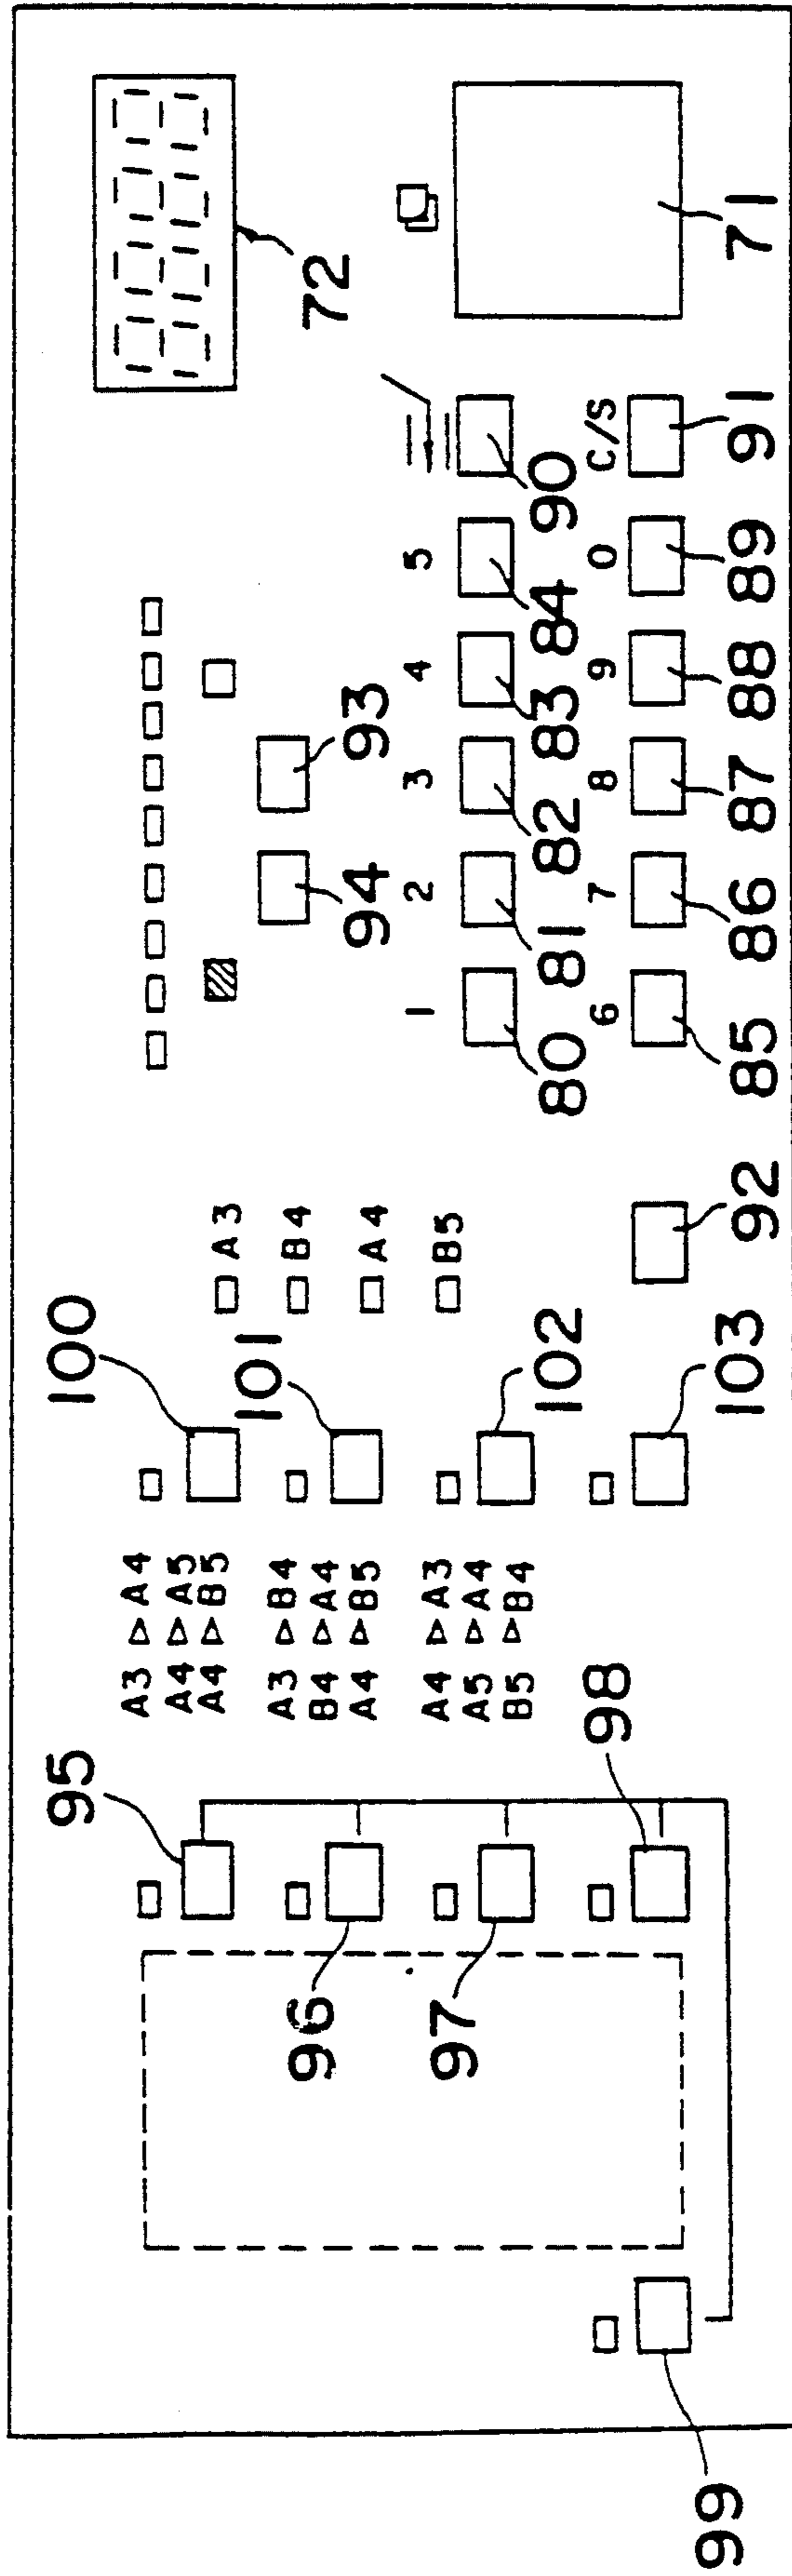 100
95
72
A3 ▷ A4
A4 ▷ A5
A4 ▷ B5
A3
101
A3 ▷ B4
B4 ▷ A4
A4 ▷ B5
B4
96
94
93
A4
1 2 3 4 5
A4 ▷ A3
A5 ▷ A4
B5 ▷ B4
B5
97
102
80 81 82 83 84 90
98
6 7 8 9 0 C/S
99
103
92
85 86 87 88 89 91
71